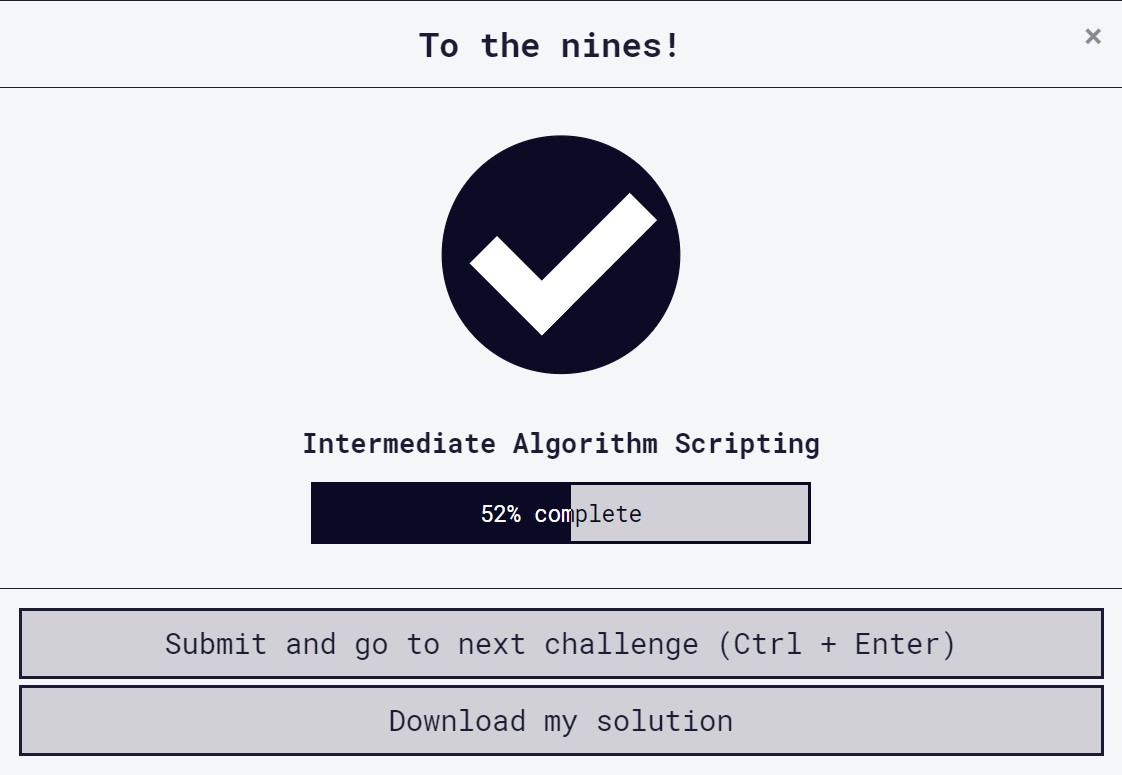 To the nines!
×
Intermediate Algorithm Scripting
52% complete
Submit and go to next challenge (Ctrl + Enter)
Download my solution